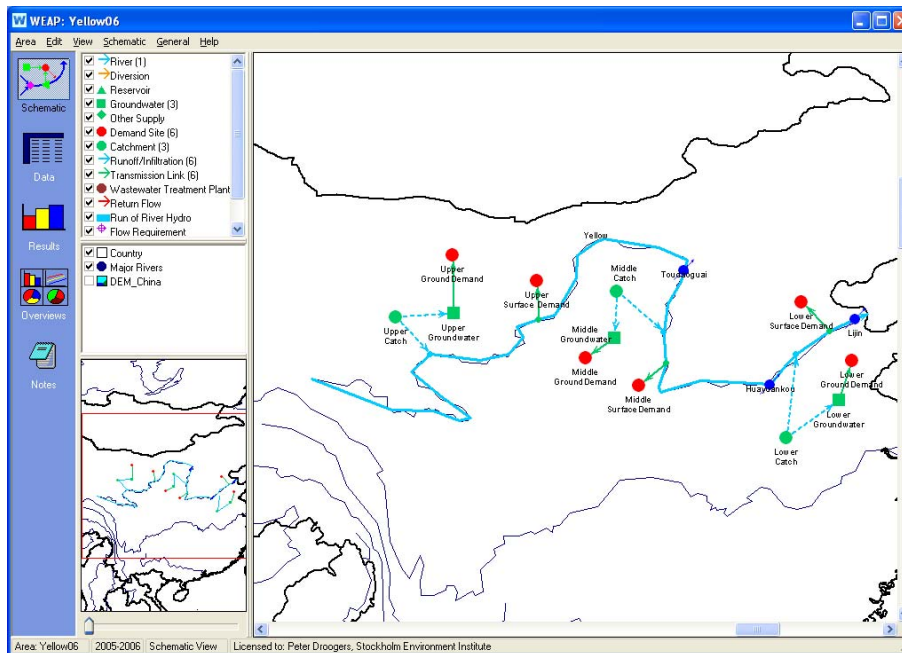 WEAP: Yellow06
Area Edit View Schematic General Help
Schematic
Data
Results
Overviews
Notes
River (1)
Diversion
Reservoir
Groundwater (3)
Other Supply
Demand Site (6)
Catchment (3)
Runoff/Infiltration (6)
Transmission Link (6)
Wastewater Treatment Plant
Return Flow
Run of River Hydro
Flow Requirement
Country
Major Rivers
DEM_China
Yellow
Upper
Ground Demand
Upper
Surface Demand
Middle
Catch
Toudaoguai
Upper
Catch
Upper
Groundwater
Middle
Groundwater
Middle
Ground Demand
Middle
Surface Demand
Lower
Surface Demand
Lijin
Huayuankou
Lower
Ground Demand
Lower
Groundwater
Lower
Catch
Area: Yellow06 2005-2006 Schematic View Licensed to: Peter Droogers, Stockholm Environment Institute